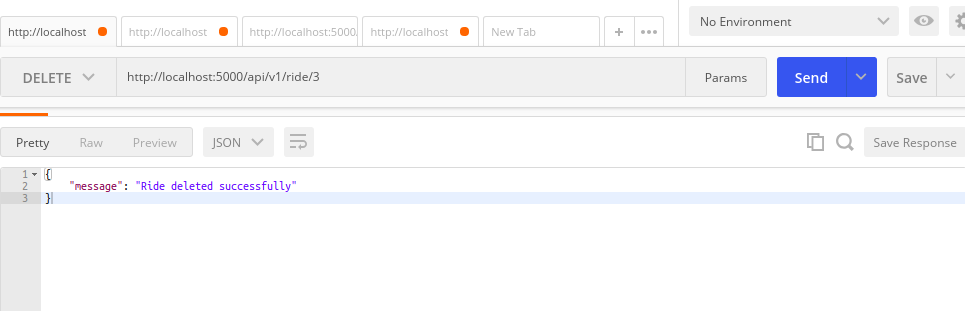 http://localhost http://localhost http://localhost:5000, http://localhost New Tab + ••• No Environment
DELETE http://localhost:5000/api/v1/ride/3 Params Send Save
Pretty Raw Preview JSON Save Response
1 {
2 "message": "Ride deleted successfully"
3 }